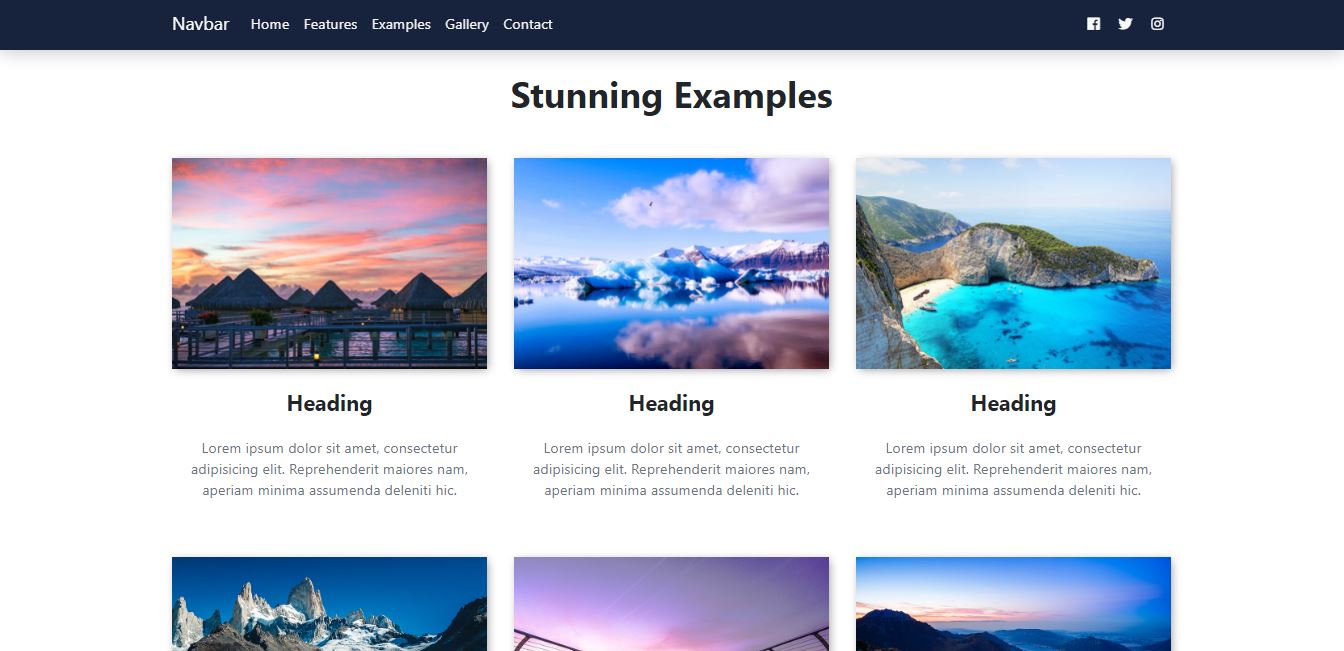 Navbar Home Features Examples Gallery Contact
Stunning Examples
Heading
Lorem ipsum dolor sit amet, consectetur
adipisicing elit. Reprehenderit maiores nam,
aperiam minima assumenda deleniti hic.
Heading
Lorem ipsum dolor sit amet, consectetur
adipisicing elit. Reprehenderit maiores nam,
aperiam minima assumenda deleniti hic.
Heading
Lorem ipsum dolor sit amet, consectetur
adipisicing elit. Reprehenderit maiores nam,
aperiam minima assumenda deleniti hic.